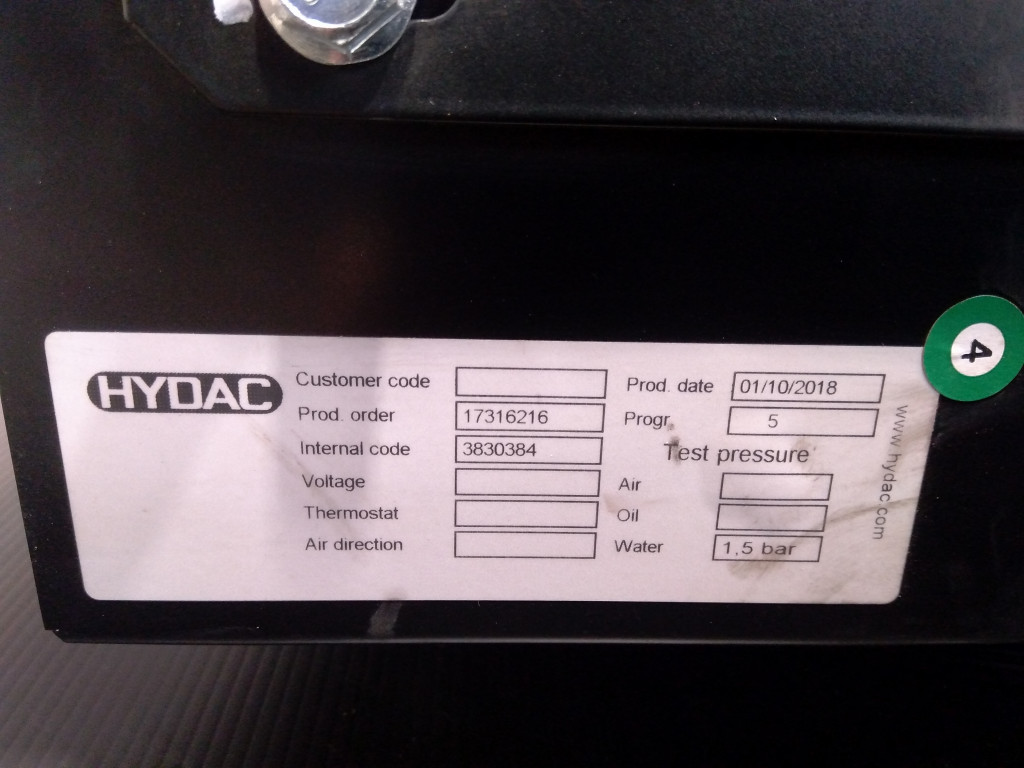 HYDAC
Customer code
Prod. order 17316216
Internal code 3830384
Voltage
Thermostat
Air direction
Prod. date 01/10/2018
Progr. 5
Test pressure
Air
Oil
Water 1,5 bar
www.hydac.com
4